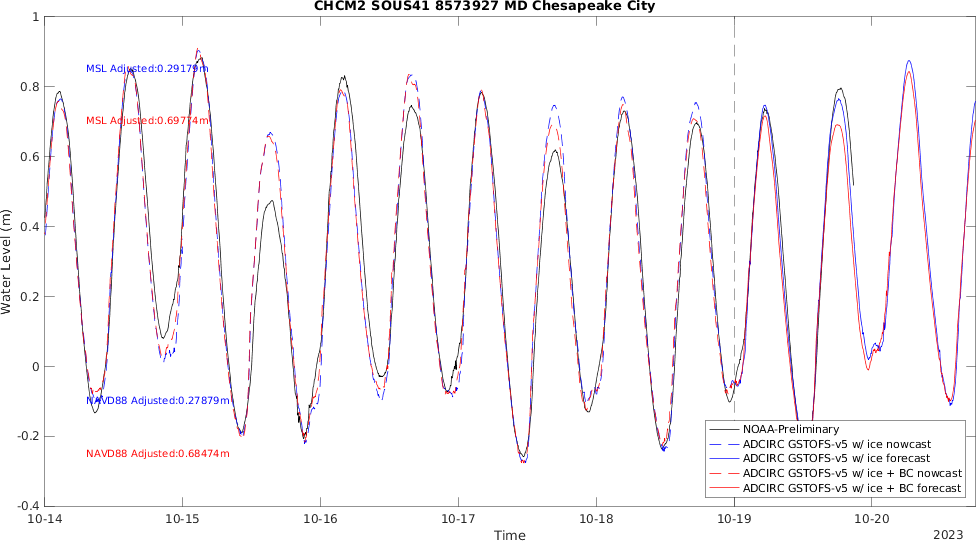 CHCM2 SOUS41 8573927 MD Chesapeake City
1
0.8
0.6
0.4
0.2
0
-0.2
-0.4
Water Level (m)
MSL Adjusted:0.29179m
MSL Adjusted:0.69774m
NAVD88 Adjusted:0.27879m
NAVD88 Adjusted:0.68474m
NOAA-Preliminary
ADCIRC GSTOFS-v5 w/ ice nowcast
ADCIRC GSTOFS-v5 w/ ice forecast
ADCIRC GSTOFS-v5 w/ ice + BC nowcast
ADCIRC GSTOFS-v5 w/ ice + BC forecast
10-14 10-15 10-16 10-17 10-18 10-19 10-20
Time
2023